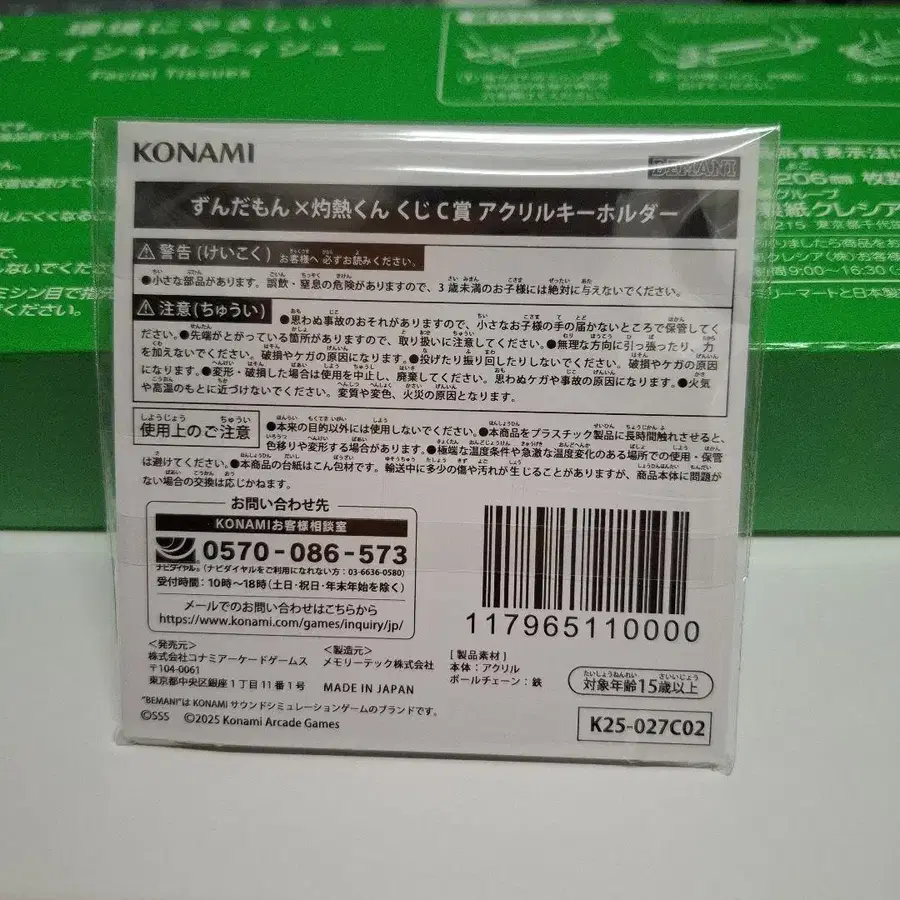 環境にやさしい
フェイシャルティシュー
Facial Tissues
KONAMI
BEMANI
ずんだもん×灼熱くん くじ C賞 アクリルキーホルダー
警告(けいこく) お客様へ 必ずお読みください。
●小さな部品があります。誤飲・窒息の危険がありますので、3歳未満のお子様には絶対に与えないでください。
注意(ちゅうい) ●思わぬ事故のおそれがありますので、小さなお子様の手の届かないところで保管してく
ださい。●先端がとがっている箇所がありますので、取り扱いに注意してください。●無理な方向に引っ張ったり、力
を加えないでください。破損やケガの原因になります。●投げたり振り回したりしないでください。破損やケガの原因
になります。●変形・破損した場合は使用を中止し、廃棄してください。思わぬケガや事故の原因になります。●火気
や高温のもとに近づけないでください。変質や変色、火災の原因となります。
しようじょう ちゅうい
使用上のご注意 ●本来の目的以外には使用しないでください。●本商品をプラスチック製品に長時間触れさせると、
色移りや変形する場合があります。●極端な温度条件や急激な温度変化のある場所での使用・保管
は避けてください。●本商品の台紙はこん包材です。輸送中に多少の傷や汚れが生じることがありますが、商品本体に問題が
ない場合の交換は応じかねます。
お問い合わせ先
KONAMIお客様相談室
0570-086-573
ナビダイヤル。(ナビダイヤルをご利用になれない方:03-6636-0580)
受付時間:10時～18時(土日・祝日・年末年始を除く)
メールでのお問い合わせはこちらから
https://www.konami.com/games/inquiry/jp/
117965110000
<発売元>
株式会社コナミアーケードゲームス
〒104-0061
東京都中央区銀座1丁目11番1号
<製造元>
メモリーテック株式会社
MADE IN JAPAN
[製品素材]
本体:アクリル
ボールチェーン:鉄
たいしょうねんれい さいいじょう
対象年齢15歳以上
"BEMANI"は KONAMI サウンドシミュレーションゲームのブランドです。
©SSS ©2025 Konami Arcade Games
K25-027C02